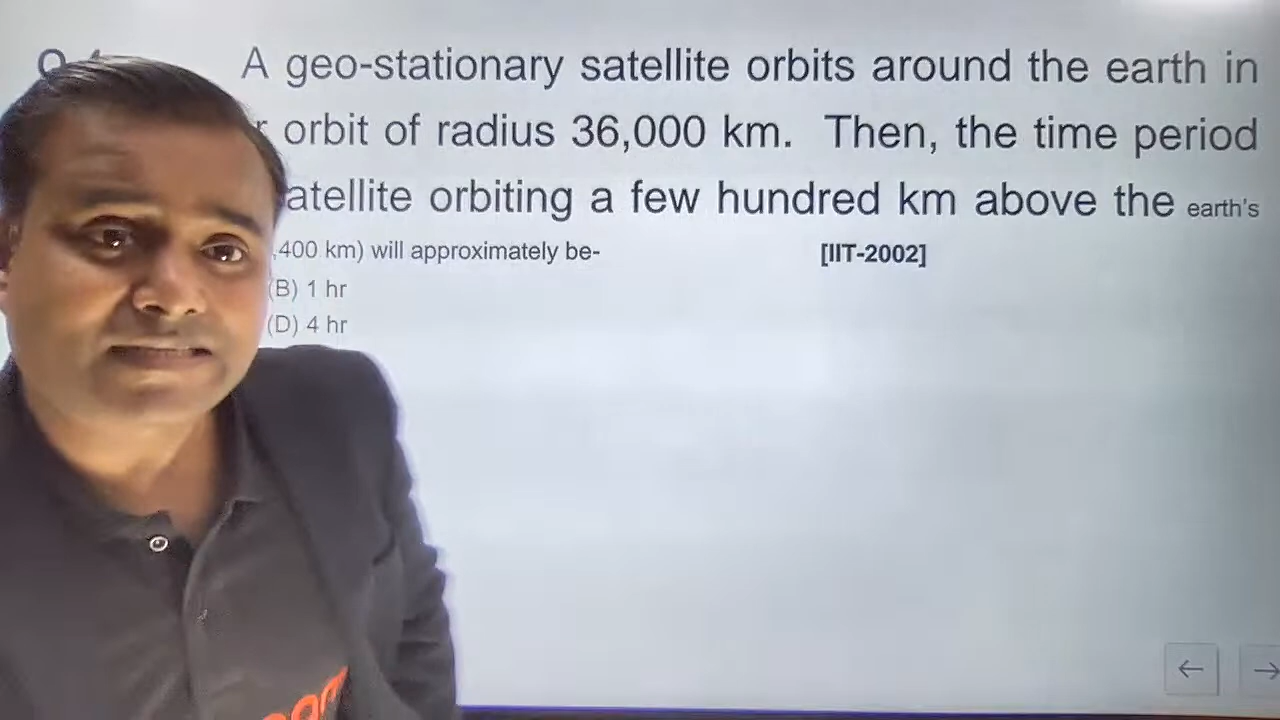 A geo-stationary satellite orbits around the earth in
orbit of radius 36,000 km. Then, the time period
orbiting a few hundred km above the earth's
400 km) will approximately be- [IIT-2002]
(B) 1 hr
(D) 4 hr